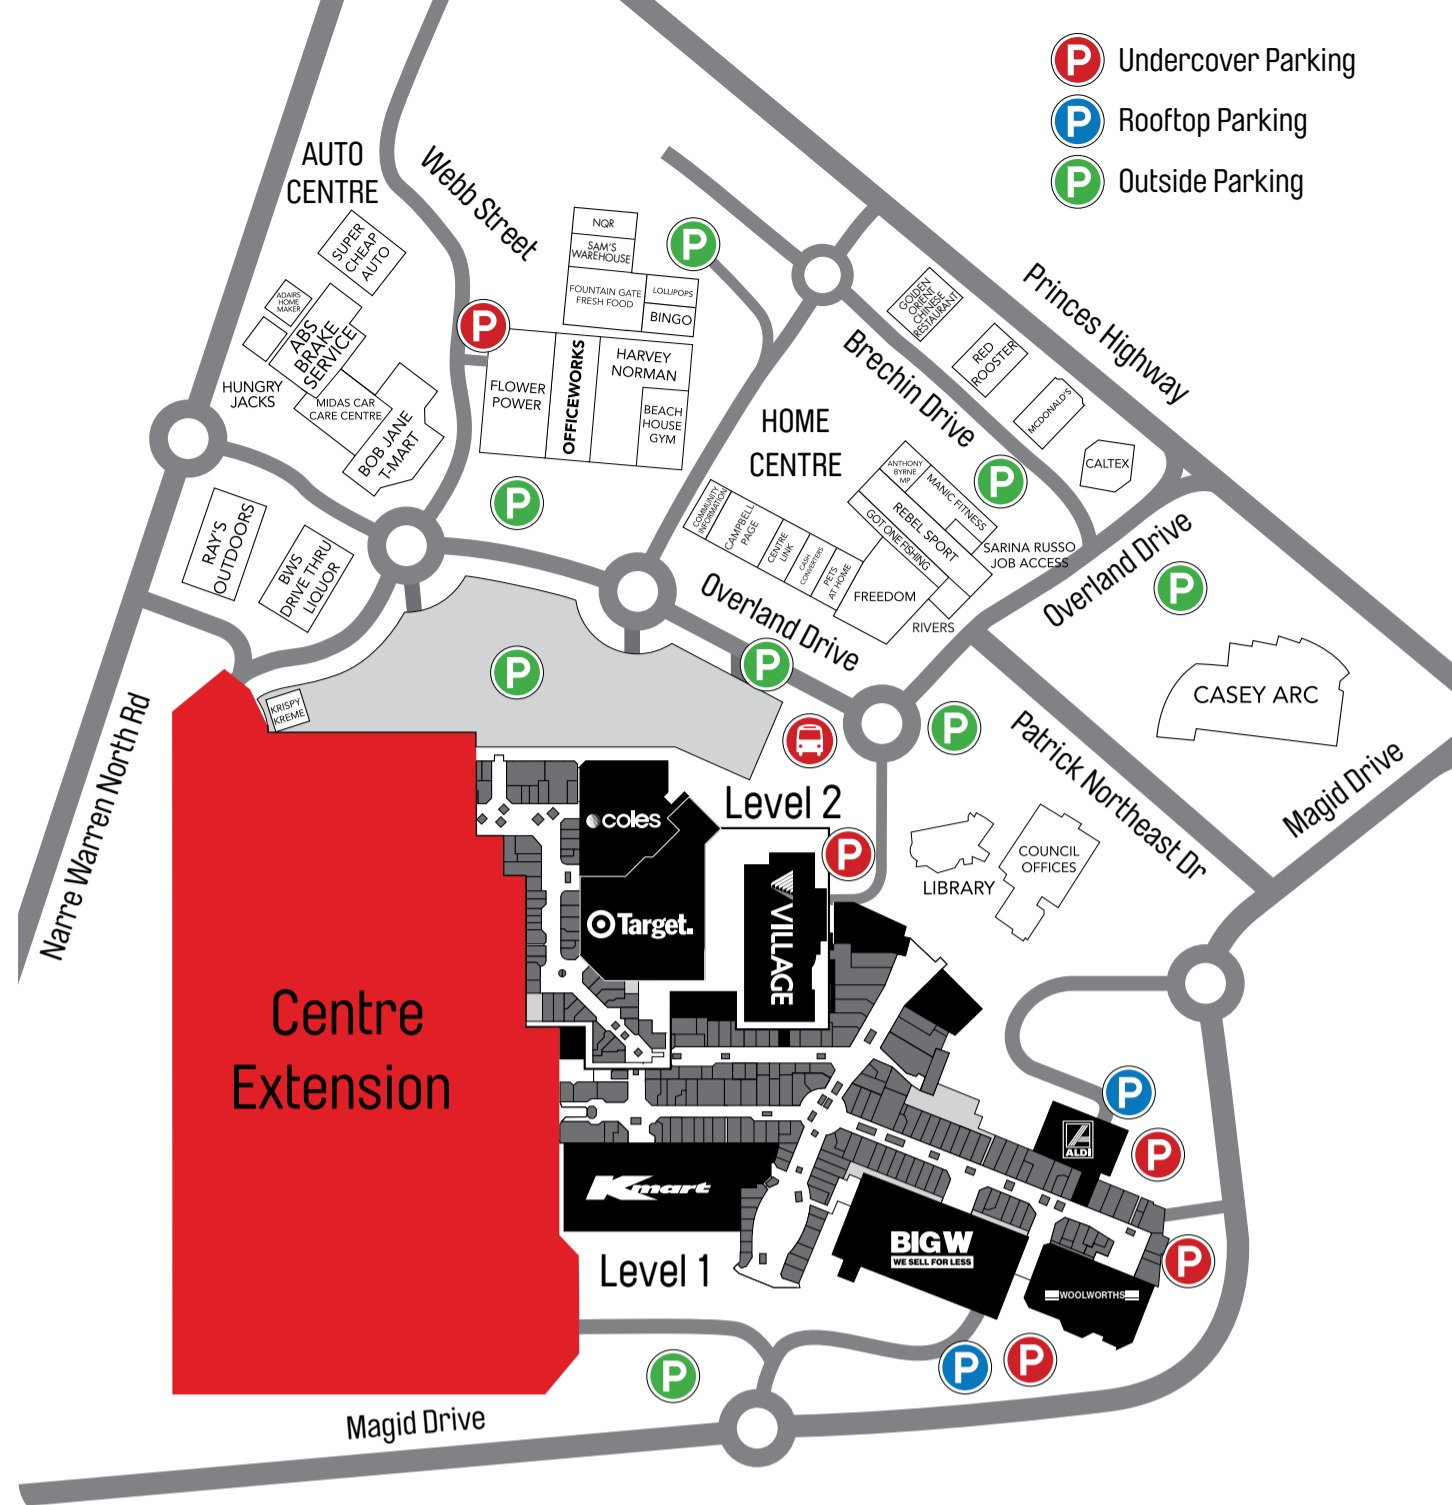 P Undercover Parking
P Rooftop Parking
P Outside Parking
AUTO
CENTRE
Webb Street
SUPER
CHEAP
AUTO
ADAIRS
HOME
MAKER
ABS
BRAKE
SERVICE
HUNGRY
JACKS
MIDAS CAR
CARE CENTRE
BOB JANE
T-MART
NQR
SAM'S
WAREHOUSE
FOUNTAIN GATE
FRESH FOOD
LOLLIPOPS
BINGO
P
P
FLOWER
POWER
OFFICEWORKS
HARVEY
NORMAN
BEACH
HOUSE
GYM
P
Princes Highway
GOLDEN
ORIENT
CHINESE
RESTAURANT
RED
ROOSTER
MCDONALD'S
CALTEX
Brechin Drive
HOME
CENTRE
P
ANTHONY
BYRNE
MP
MANIC FITNESS
REBEL SPORT
GOT ONE FISHING
COMMUNITY
INFORMATION
CAMPBELL
PAGE
CENTRE
LINK
CASH
CONVERTERS
PETS
AT HOME
FREEDOM
SARINA RUSSO
JOB ACCESS
RIVERS
Overland Drive
Overland Drive
P
CASEY ARC
RAY'S
OUTDOORS
BWS
DRIVE THRU
LIQUOR
KRISPY
KREME
P
P
P
Narre Warren North Rd
Patrick Northeast Dr
Magid Drive
Level 2
P
coles
Target.
VILLAGE
LIBRARY
COUNCIL
OFFICES
Centre
Extension
P
ALDI
P
Kmart
BIG W
WE SELL FOR LESS
WOOLWORTHS
P
Level 1
P
P
P
Magid Drive